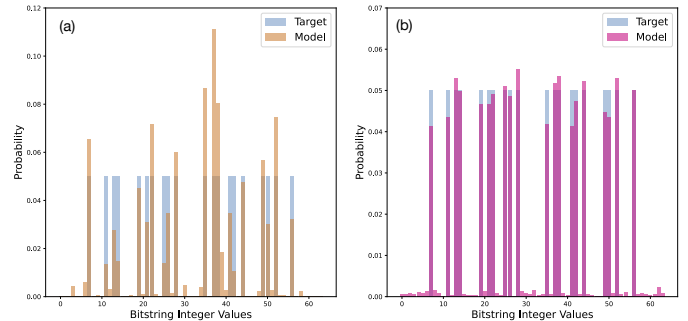 (a)
Target
Model
0.12
0.10
0.08
0.06
0.04
0.02
0.00
Probability
0 10 20 30 40 50 60
Bitstring Integer Values
(b)
Target
Model
0.07
0.06
0.05
0.04
0.03
0.02
0.01
0.00
Probability
0 10 20 30 40 50 60
Bitstring Integer Values